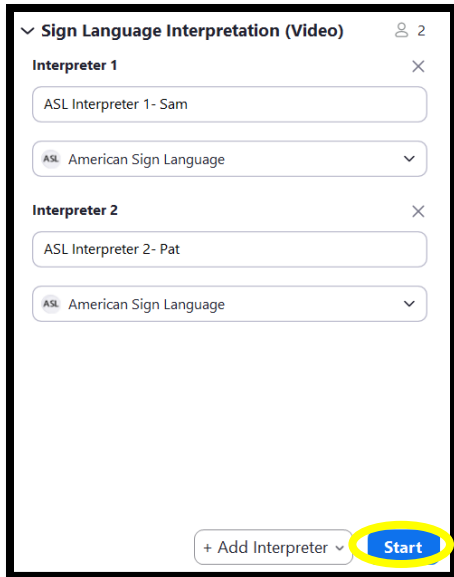 Sign Language Interpretation (Video) 2
Interpreter 1
ASL Interpreter 1- Sam
ASL American Sign Language
Interpreter 2
ASL Interpreter 2- Pat
ASL American Sign Language
+ Add Interpreter Start